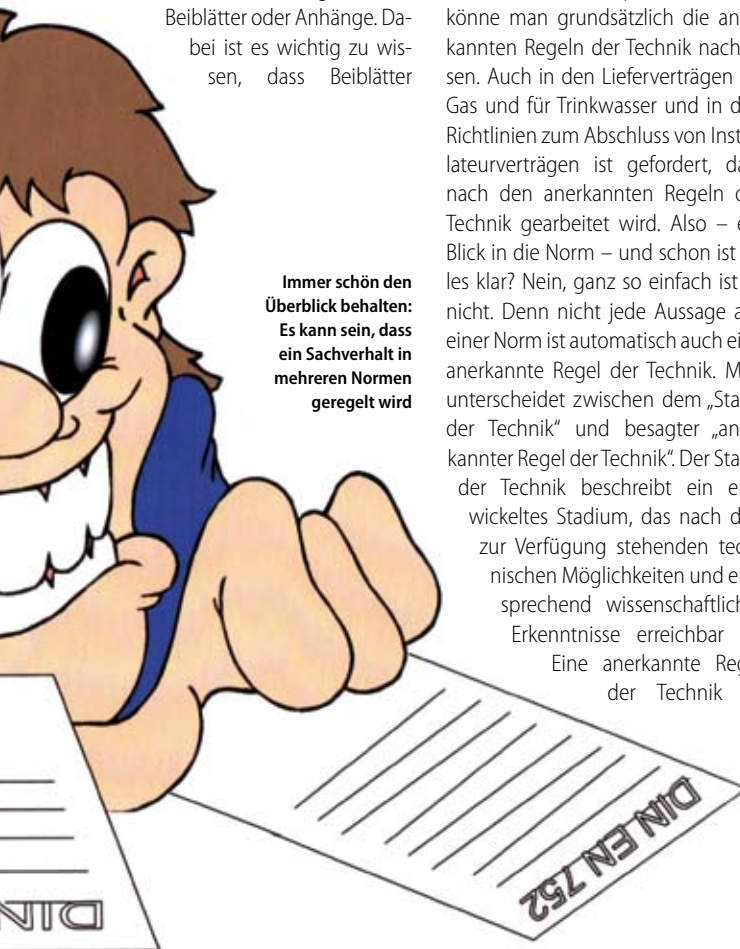 Beiblätter oder Anhänge. Da-
bei ist es wichtig zu wis-
sen, dass Beiblätter
Immer schön den
Überblick behalten:
Es kann sein, dass
ein Sachverhalt in
mehreren Normen
geregelt wird
könne man grundsätzlich die an
kannten Regeln der Technik nach
sen. Auch in den Lieferverträgen
Gas und für Trinkwasser und in d
Richtlinien zum Abschluss von Inst
lateurverträgen ist gefordert, da
nach den anerkannten Regeln d
Technik gearbeitet wird. Also – e
Blick in die Norm – und schon ist
les klar? Nein, ganz so einfach ist
nicht. Denn nicht jede Aussage a
einer Norm ist automatisch auch ei
anerkannte Regel der Technik. M
unterscheidet zwischen dem „Sta
der Technik“ und besagter „an
kannter Regel der Technik“. Der Sta
der Technik beschreibt ein en
wickeltes Stadium, das nach d
zur Verfügung stehenden tec
nischen Möglichkeiten und en
sprechend wissenschaftlich
Erkenntnisse erreichbar
Eine anerkannte Reg
der Technik
DIN EN 752
DIN